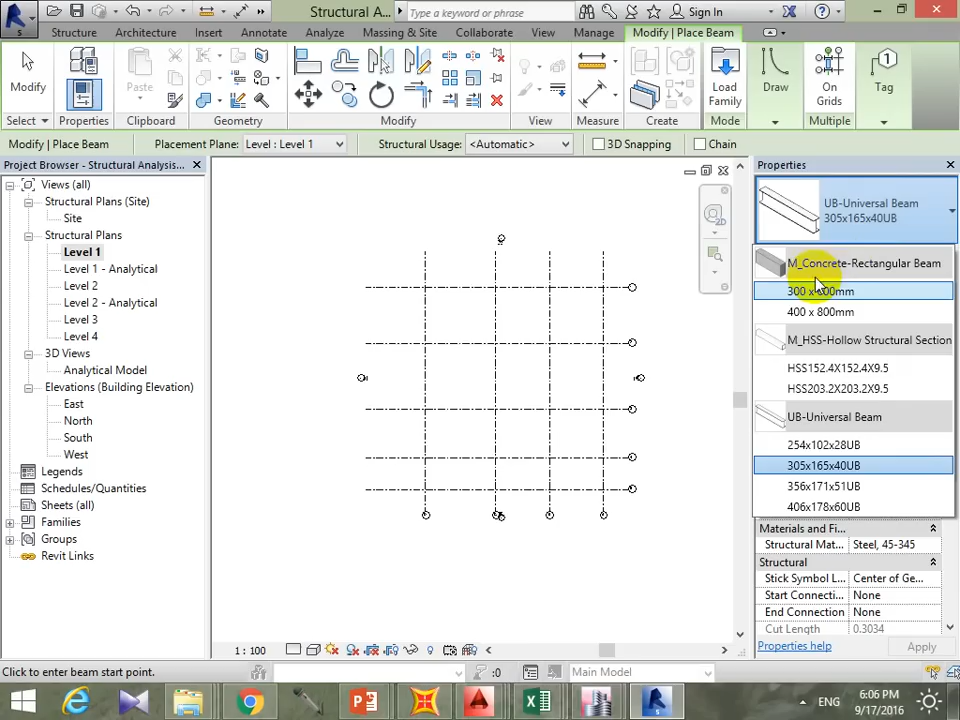 Structural A...
Type a keyword or phrase
Sign In
Structure
Architecture
Insert
Annotate
Analyze
Massing & Site
Collaborate
View
Manage
Modify | Place Beam
Modify
Properties
Paste
Load
Family
Draw
On
Grids
Tag
Select
Properties
Clipboard
Geometry
Modify
View
Measure
Create
Mode
Multiple
Modify | Place Beam
Placement Plane:
Level : Level 1
Structural Usage:
<Automatic>
3D Snapping
Chain
Project Browser - Structural Analysis...
Views (all)
Structural Plans (Site)
Site
Structural Plans
Level 1
Level 1 - Analytical
Level 2
Level 2 - Analytical
Level 3
Level 4
3D Views
Analytical Model
Elevations (Building Elevation)
East
North
South
West
Legends
Schedules/Quantities
Sheets (all)
Families
Groups
Revit Links
Properties
UB-Universal Beam
305x165x40UB
M_Concrete-Rectangular Beam
300 x 600mm
400 x 800mm
M_HSS-Hollow Structural Section
HSS152.4X152.4X9.5
HSS203.2X203.2X9.5
UB-Universal Beam
254x102x28UB
305x165x40UB
356x171x51UB
406x178x60UB
Materials and Fi...
Structural Mat...
Steel, 45-345
Structural
Stick Symbol L...
Center of Ge...
Start Connecti...
None
End Connection
None
Cut Length
0.3034
Properties help
Apply
1 : 100
Click to enter beam start point.
:0
Main Model
ENG
6:06 PM
9/17/2016